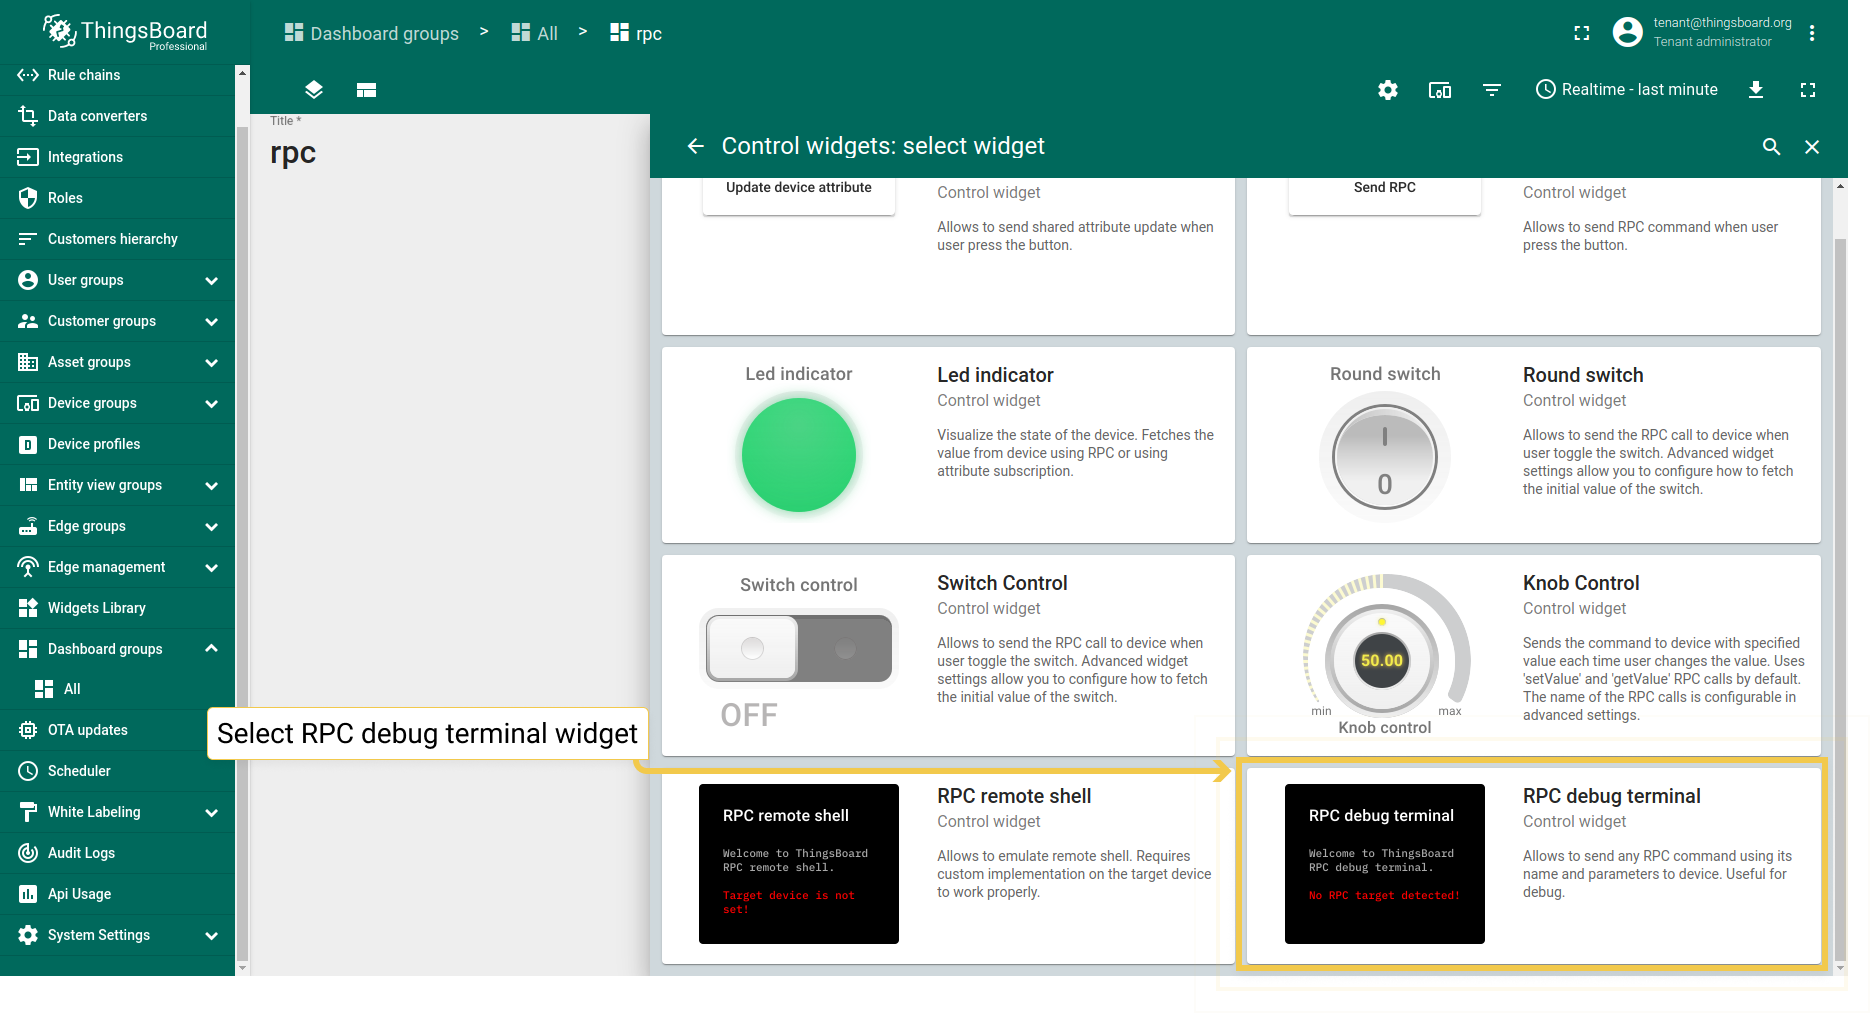 ThingsBoard
Professional
Dashboard groups > All > rpc
tenant@thingsboard.org
Tenant administrator
Realtime - last minute
Rule chains
Data converters
Integrations
Roles
Customers hierarchy
User groups
Customer groups
Asset groups
Device groups
Device profiles
Entity view groups
Edge groups
Edge management
Widgets Library
Dashboard groups
All
OTA updates
Scheduler
White Labeling
Audit Logs
Api Usage
System Settings
Title *
rpc
Select RPC debug terminal widget
Control widgets: select widget
Update device attribute
Control widget
Allows to send shared attribute update when
user press the button.
Send RPC
Control widget
Allows to send RPC command when user
press the button.
Led indicator
Led indicator
Control widget
Visualize the state of the device. Fetches the
value from device using RPC or using
attribute subscription.
Round switch
0
Round switch
Control widget
Allows to send the RPC call to device when
user toggle the switch. Advanced widget
settings allow you to configure how to fetch
the initial value of the switch.
Switch control
OFF
Switch Control
Control widget
Allows to send the RPC call to device when
user toggle the switch. Advanced widget
settings allow you to configure how to fetch
the initial value of the switch.
50.00
min max
Knob control
Knob Control
Control widget
Sends the command to device with specified
value each time user changes the value. Uses
'setValue' and 'getValue' RPC calls by default.
The name of the RPC calls is configurable in
advanced settings.
RPC remote shell
Welcome to ThingsBoard
RPC remote shell.
Target device is not
set!
RPC remote shell
Control widget
Allows to emulate remote shell. Requires
custom implementation on the target device
to work properly.
RPC debug terminal
Welcome to ThingsBoard
RPC debug terminal.
No RPC target detected!
RPC debug terminal
Control widget
Allows to send any RPC command using its
name and parameters to device. Useful for
debug.